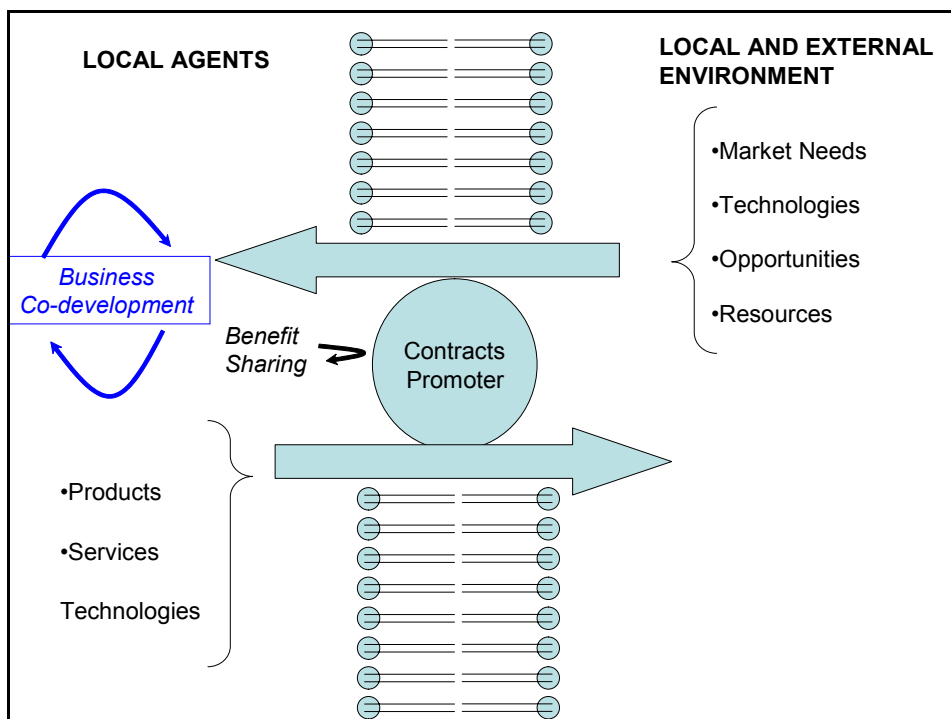 LOCAL AGENTS
LOCAL AND EXTERNAL
ENVIRONMENT
•Market Needs
•Technologies
•Opportunities
•Resources
Business
Co-development
Benefit
Sharing
Contracts
Promoter
•Products
•Services
Technologies